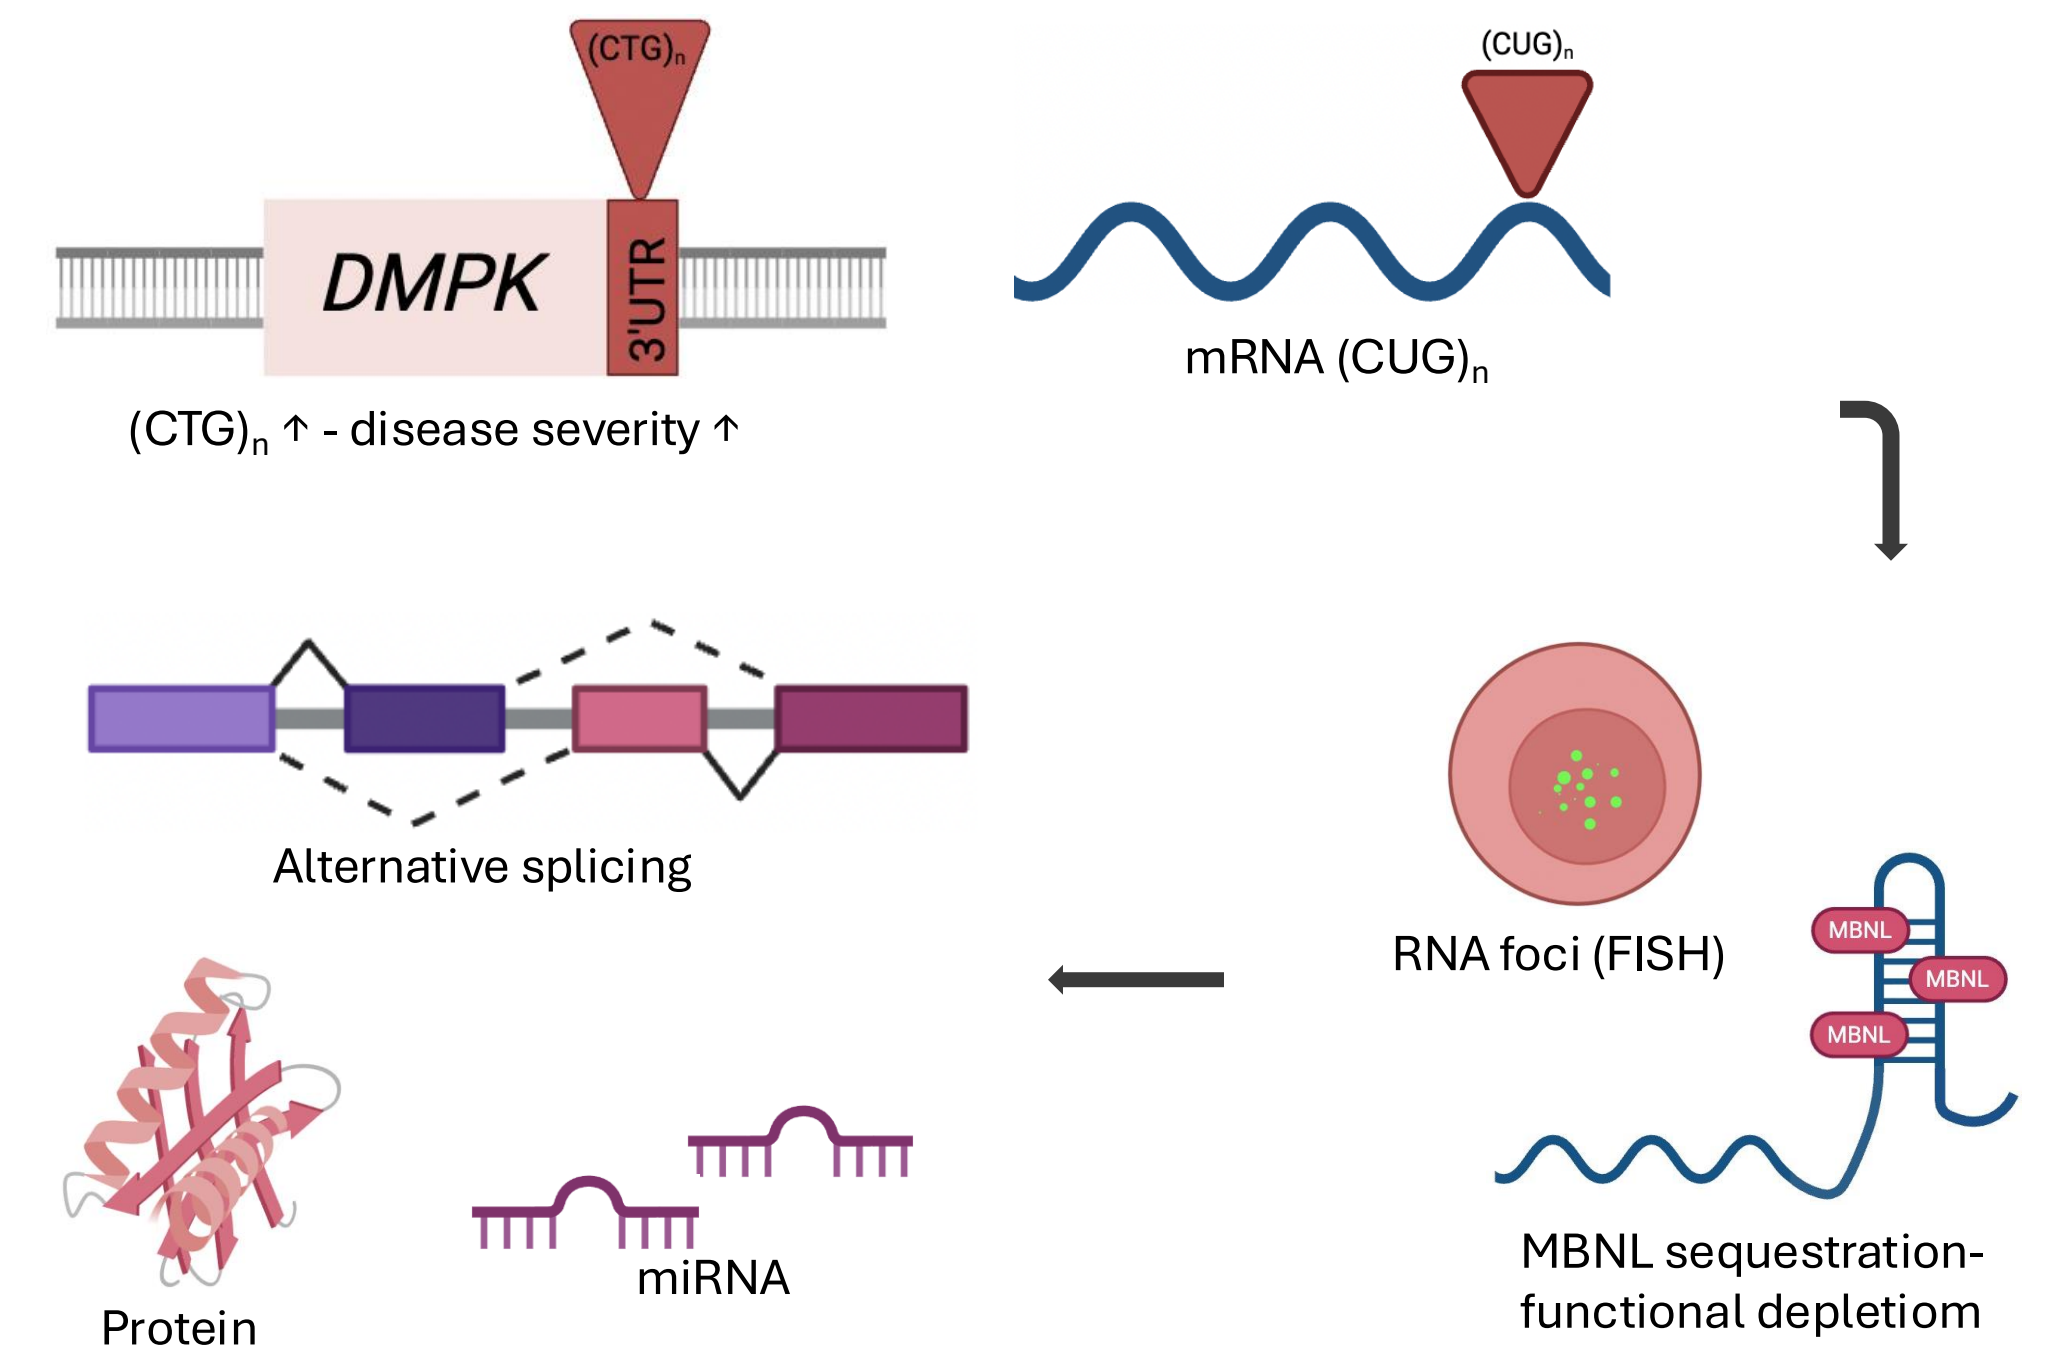 (CTG)n
DMPK
3'UTR
(CTG)n ↑ - disease severity ↑
(CUG)n
mRNA (CUG)n
Alternative splicing
RNA foci (FISH)
MBNL
MBNL
MBNL
MBNL sequestration-
functional depletiom
miRNA
Protein